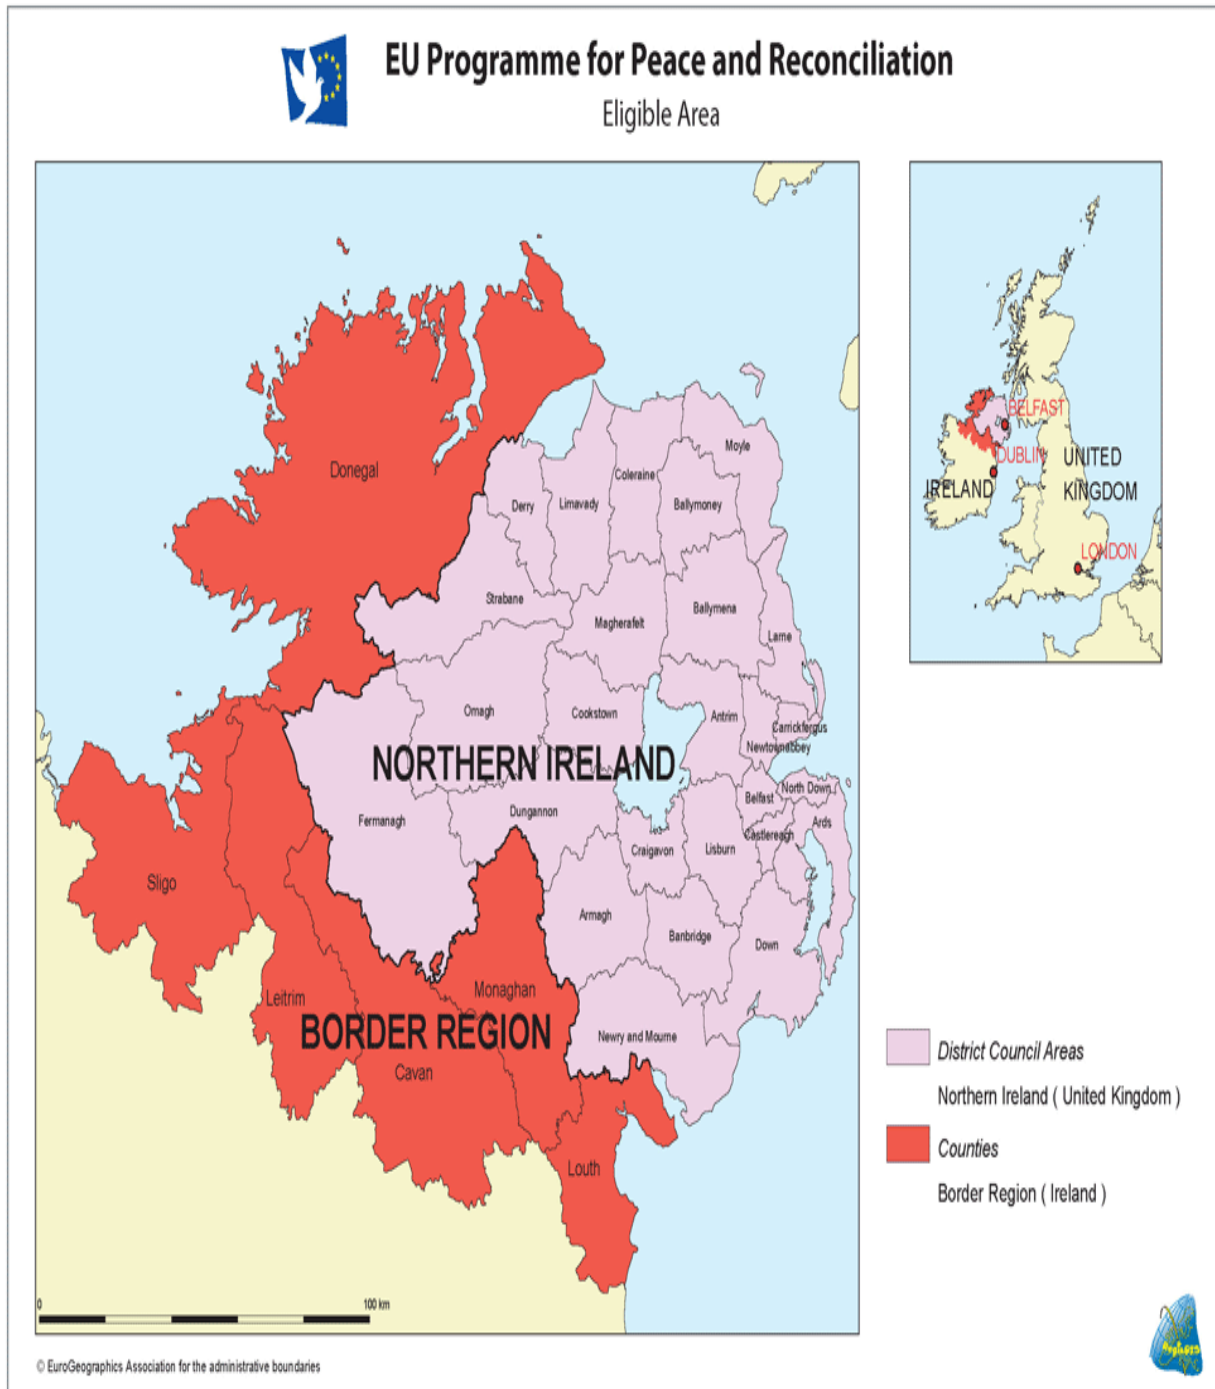 EU Programme for Peace and Reconciliation
Eligible Area
Donegal
Derry
Limavady
Coleraine
Moyle
Ballymoney
Strabane
Magherafelt
Ballymena
Larne
Omagh
Cookstown
Antrim
Carrickfergus
Newtownabbey
NORTHERN IRELAND
Fermanagh
Dungannon
Belfast
North Down
Ards
Castlereagh
Craigavon
Lisburn
Sligo
Armagh
Banbridge
Down
Leitrim
Monaghan
BORDER REGION
Newry and Mourne
Cavan
Louth
0
100 km
BELFAST
DUBLIN
IRELAND
UNITED
KINGDOM
LONDON
District Council Areas
Northern Ireland ( United Kingdom )
Counties
Border Region ( Ireland )
© EuroGeographics Association for the administrative boundaries